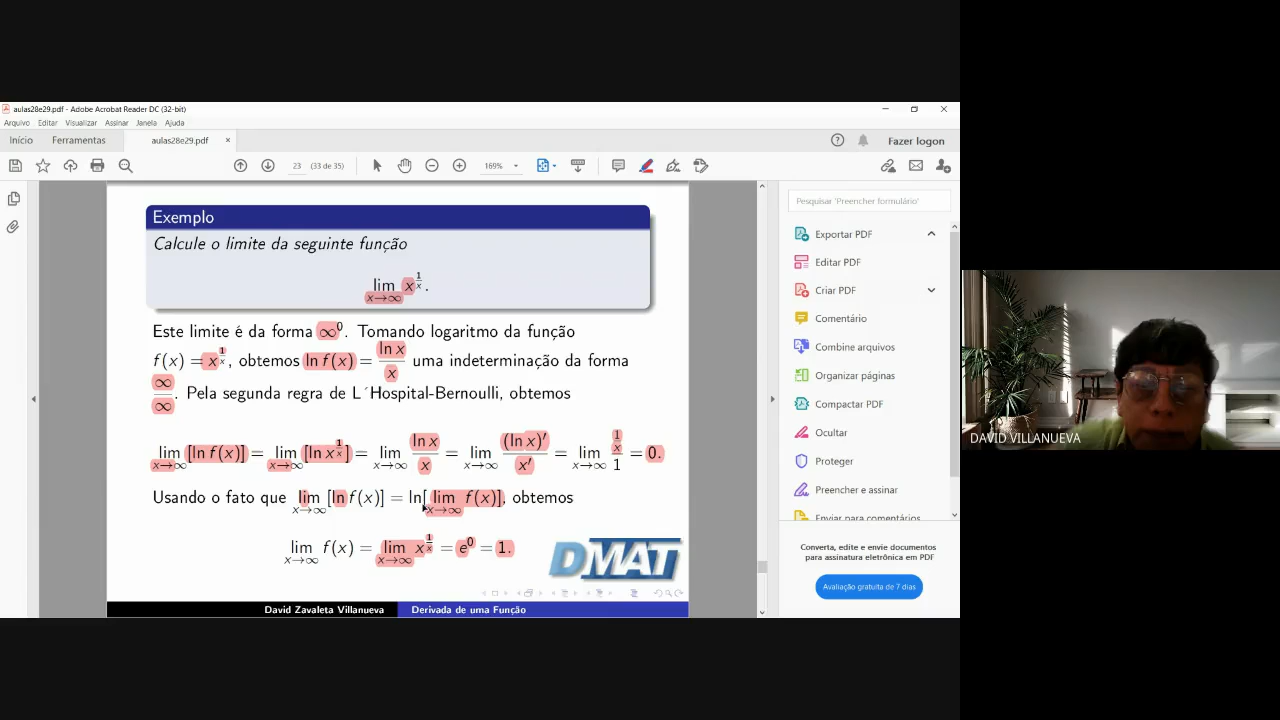 aulas28e29.pdf - Adobe Acrobat Reader DC (32-bit)
Arquivo Editar Visualizar Assinar Janela Ajuda
Início Ferramentas aulas28e29.pdf × Fazer logon
23 (33 de 35) 169%
Exemplo
Calcule o limite da seguinte função
lim x→∞ x^{1/x}.
Este limite é da forma ∞^0. Tomando logaritmo da função
f(x) = x^{1/x}, obtemos ln f(x) = ln x / x uma indeterminação da forma
∞/∞. Pela segunda regra de L´Hospital-Bernoulli, obtemos
lim x→∞ [ln f(x)] = lim x→∞ [ln x^{1/x}] = lim x→∞ ln x / x = lim x→∞ (ln x)′ / x′ = lim x→∞ (1/x) / 1 = 0.
Usando o fato que lim x→∞ [ln f(x)] = ln[ lim x→∞ f(x)], obtemos
lim x→∞ f(x) = lim x→∞ x^{1/x} = e^0 = 1.
DMAT
David Zavaleta Villanueva Derivada de uma Função
Pesquisar 'Preencher formulário'
Exportar PDF
Editar PDF
Criar PDF
Comentário
Combine arquivos
Organizar páginas
Compactar PDF
Ocultar
Proteger
Preencher e assinar
Enviar para comentários
Converta, edite e envie documentos
para assinatura eletrônica em PDF
Avaliação gratuita de 7 dias
DAVID VILLANUEVA